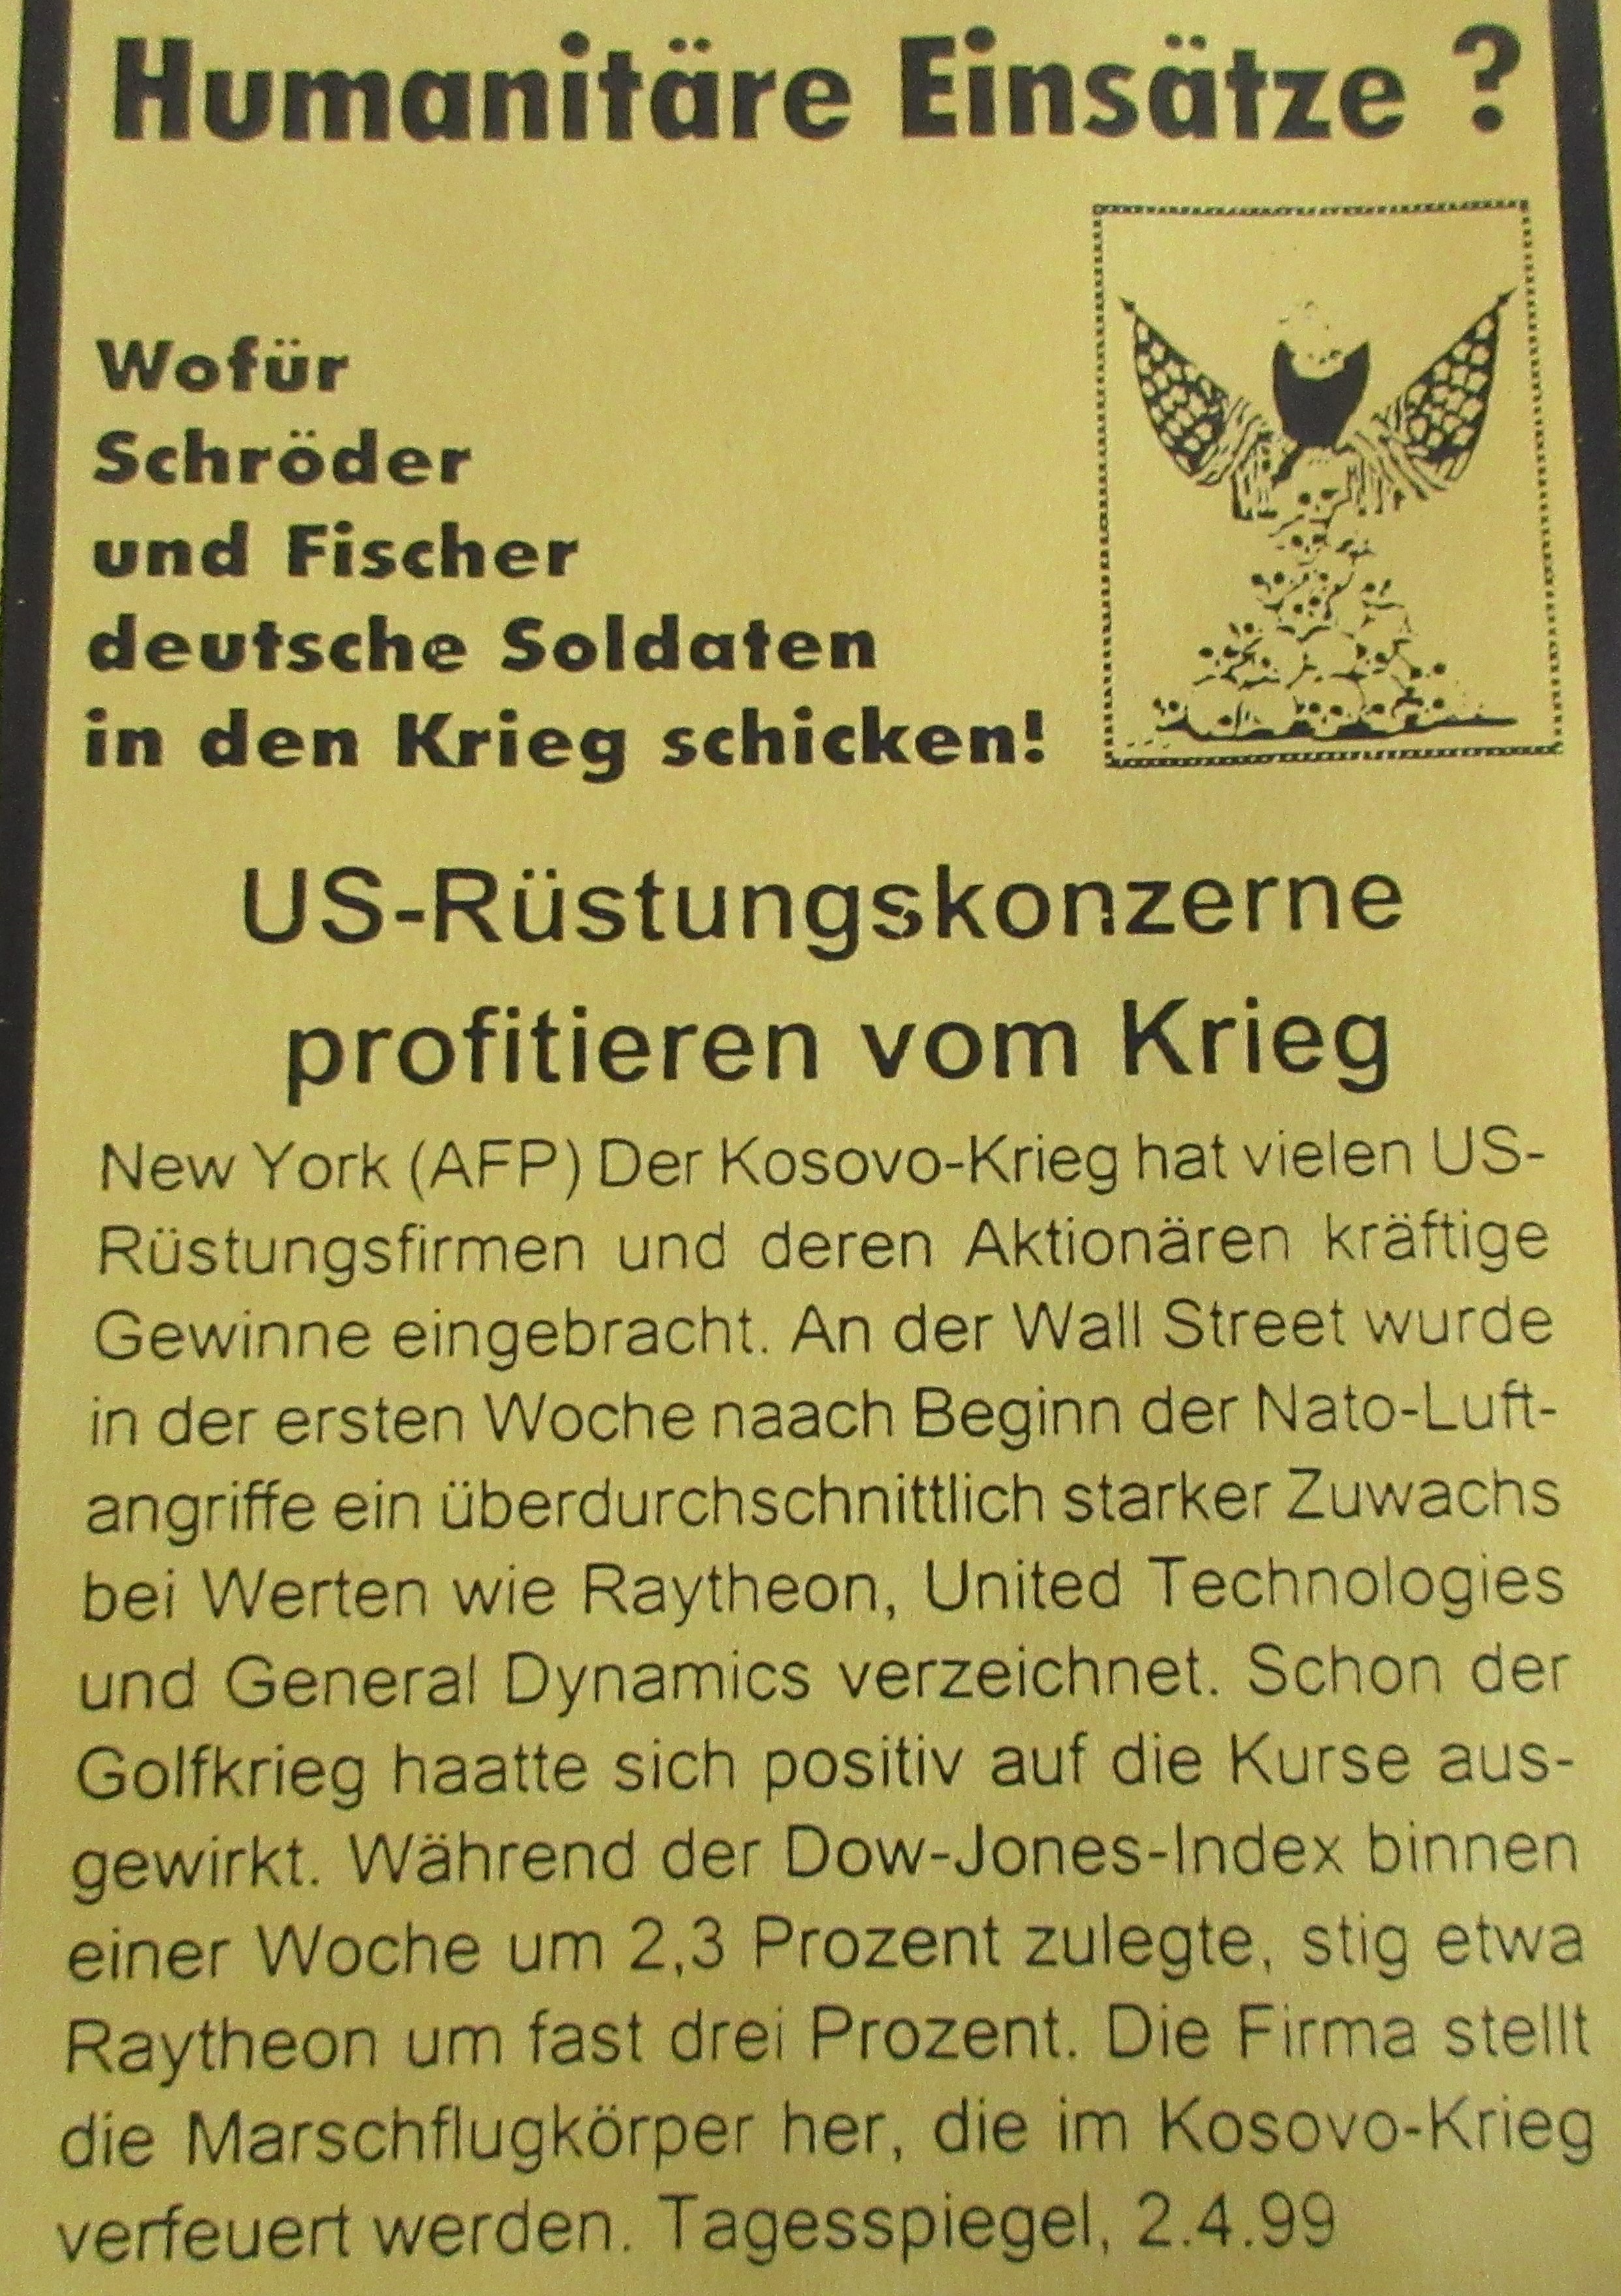 Humanitäre Einsätze ?
Wofür
Schröder
und Fischer
deutsche Soldaten
in den Krieg schicken!
US-Rüstungskonzerne
profitieren vom Krieg
New York (AFP) Der Kosovo-Krieg hat vielen US-
Rüstungsfirmen und deren Aktionären kräftige
Gewinne eingebracht. An der Wall Street wurde
in der ersten Woche naach Beginn der Nato-Luft-
angriffe ein überdurchschnittlich starker Zuwachs
bei Werten wie Raytheon, United Technologies
und General Dynamics verzeichnet. Schon der
Golfkrieg haatte sich positiv auf die Kurse aus-
gewirkt. Während der Dow-Jones-Index binnen
einer Woche um 2,3 Prozent zulegte, stig etwa
Raytheon um fast drei Prozent. Die Firma stellt
die Marschflugkörper her, die im Kosovo-Krieg
verfeuert werden. Tagesspiegel, 2.4.99